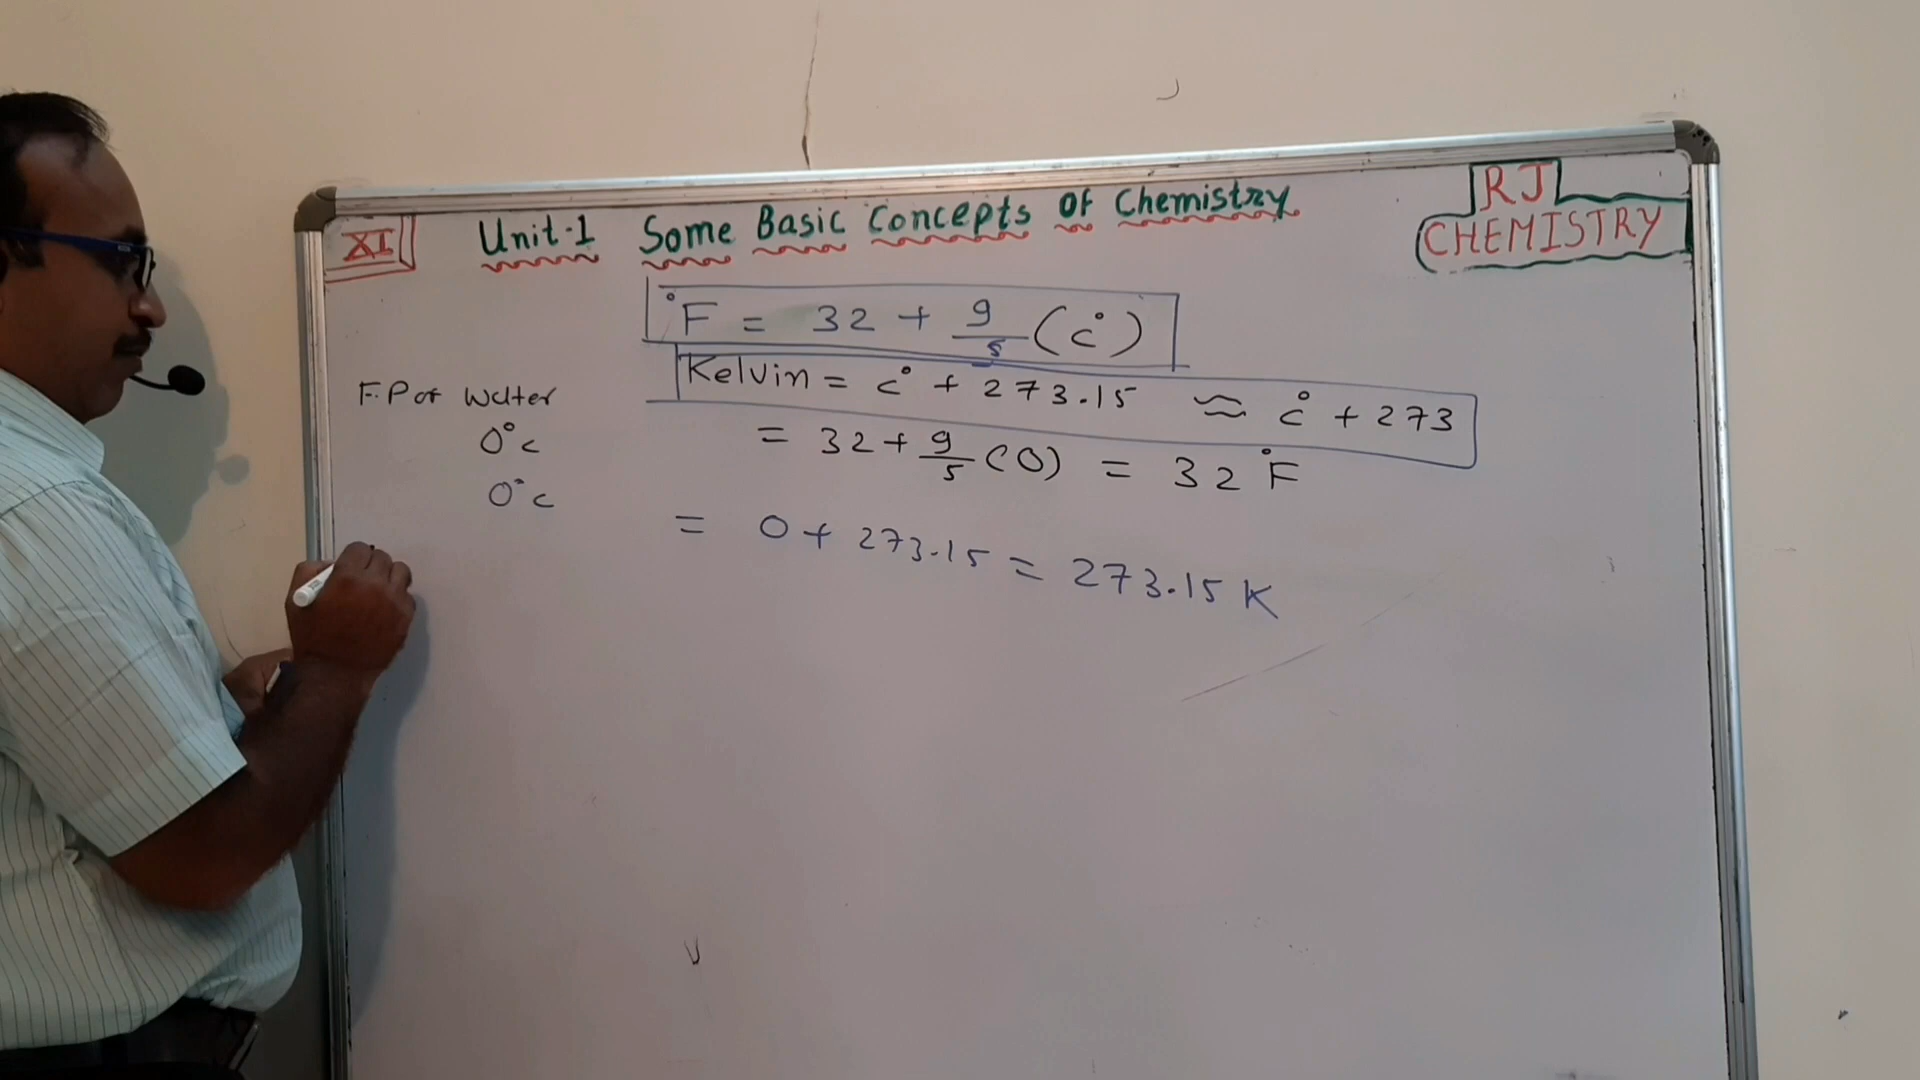 XI Unit-1 Some Basic Concepts Of Chemistry
RJ
CHEMISTRY
°F = 32 + 9/5 (c°)
Kelvin = c° + 273.15 ≈ c° + 273
F.P of Water
0°c = 32 + 9/5 (0) = 32 °F
0°c = 0 + 273.15 = 273.15 K